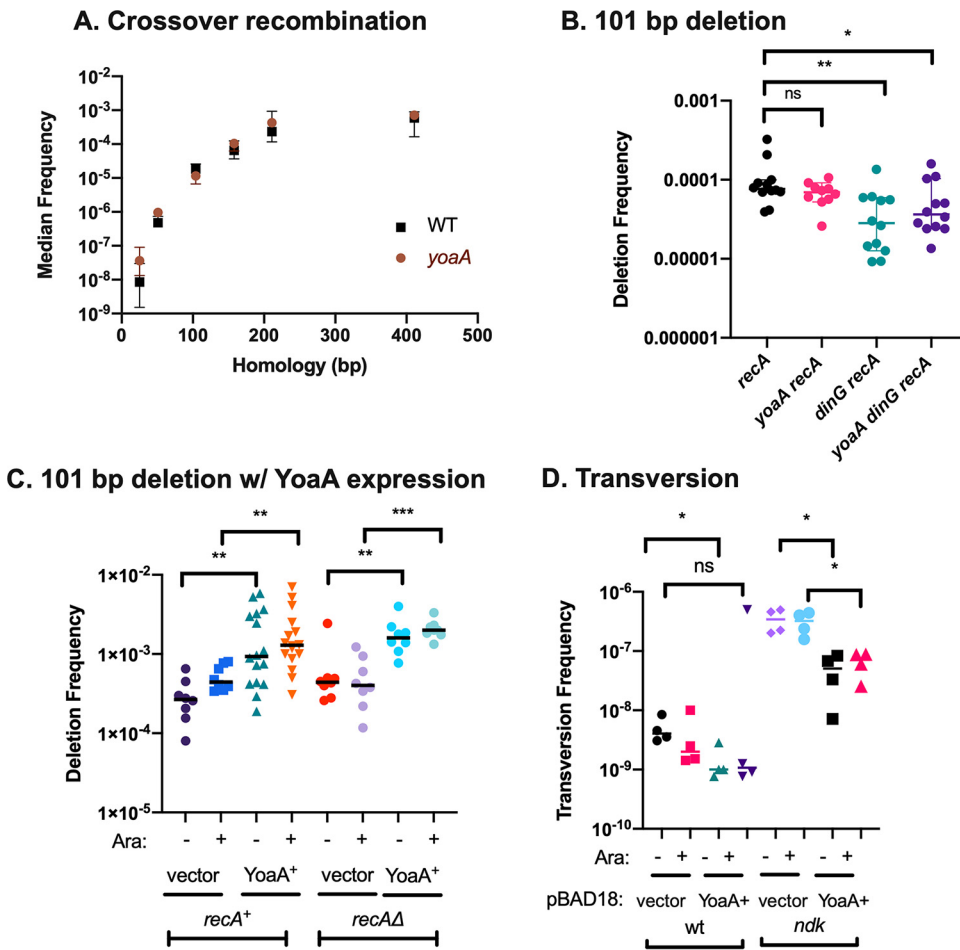 A. Crossover recombination
10-2
10-3
10-4
10-5
10-6
10-7
10-8
10-9
Median Frequency
WT
yoaA
0 100 200 300 400 500
Homology (bp)
B. 101 bp deletion
*
**
ns
0.001
0.0001
0.00001
0.000001
Deletion Frequency
recA
yoaA recA
dinG recA
yoaA dinG recA
C. 101 bp deletion w/ YoaA expression
** ***
** **
1×10-2
1×10-3
1×10-4
1×10-5
Deletion Frequency
Ara: - + - + - + - +
vector YoaA+ vector YoaA+
recA+ recAΔ
D. Transversion
* *
ns *
10-6
10-7
10-8
10-9
10-10
Transversion Frequency
Ara: - + - + - + - +
pBAD18: vector YoaA+ vector YoaA+
wt ndk